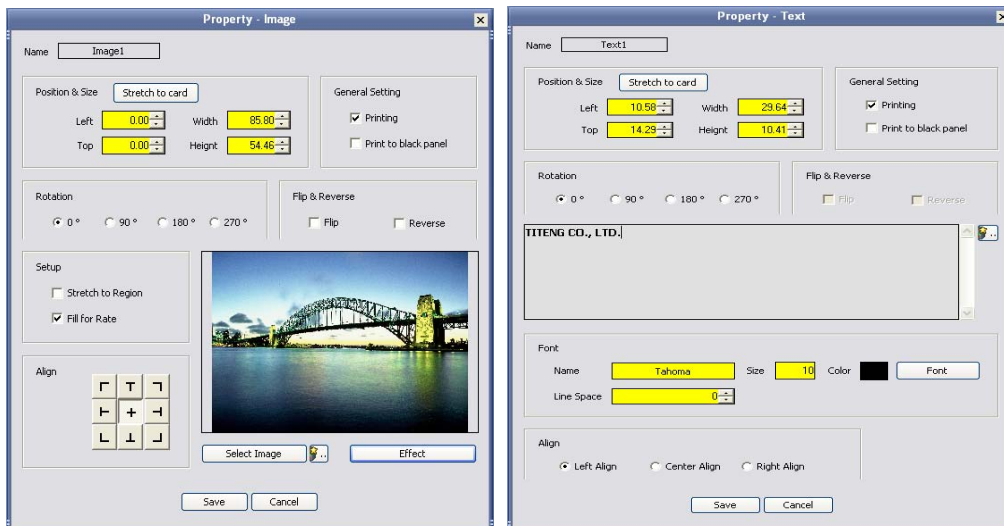 Property - Image
Name Image1
Position & Size Stretch to card
Left 0.00 Width 85.80
Top 0.00 Heignt 54.46
General Setting
Printing
Print to black panel
Rotation
0 ° 90 ° 180 ° 270 °
Flip & Reverse
Flip Reverse
Setup
Stretch to Region
Fill for Rate
Align
Select Image .. Effect
Save Cancel
Property - Text
Name Text1
Position & Size Stretch to card
Left 10.58 Width 29.64
Top 14.29 Heignt 10.41
General Setting
Printing
Print to black panel
Rotation
0 ° 90 ° 180 ° 270 °
Flip & Reverse
Flip Reverse
TITENG CO., LTD.
..
Font
Name Tahoma Size 10 Color Font
Line Space 0
Align
Left Align Center Align Right Align
Save Cancel